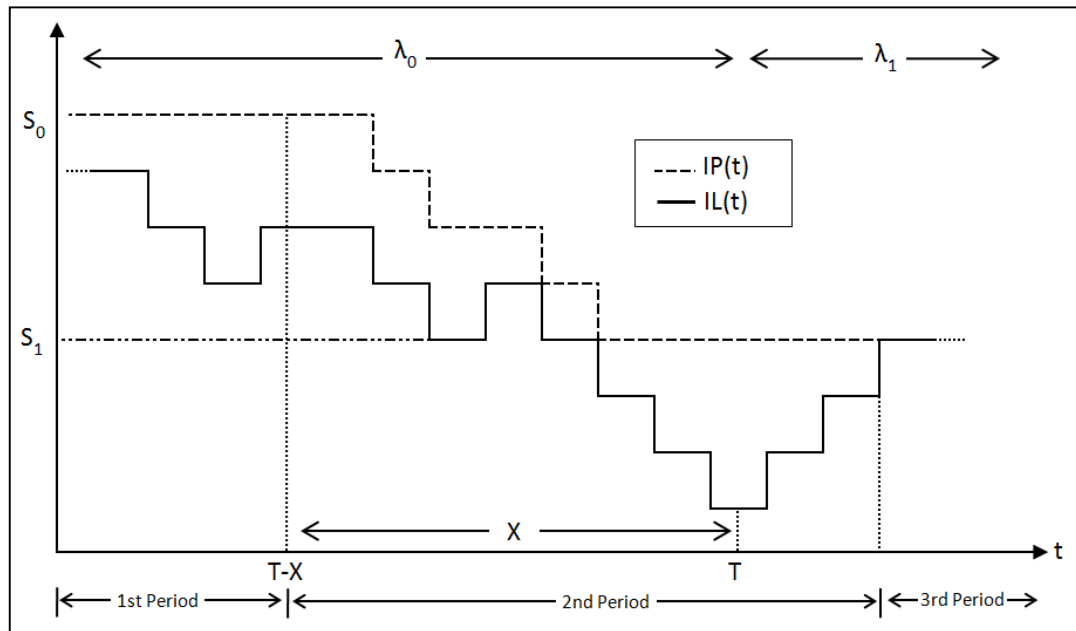 λ₀
λ₁
S₀
IP(t)
IL(t)
S₁
X
t
T-X
T
1st Period
2nd Period
3rd Period